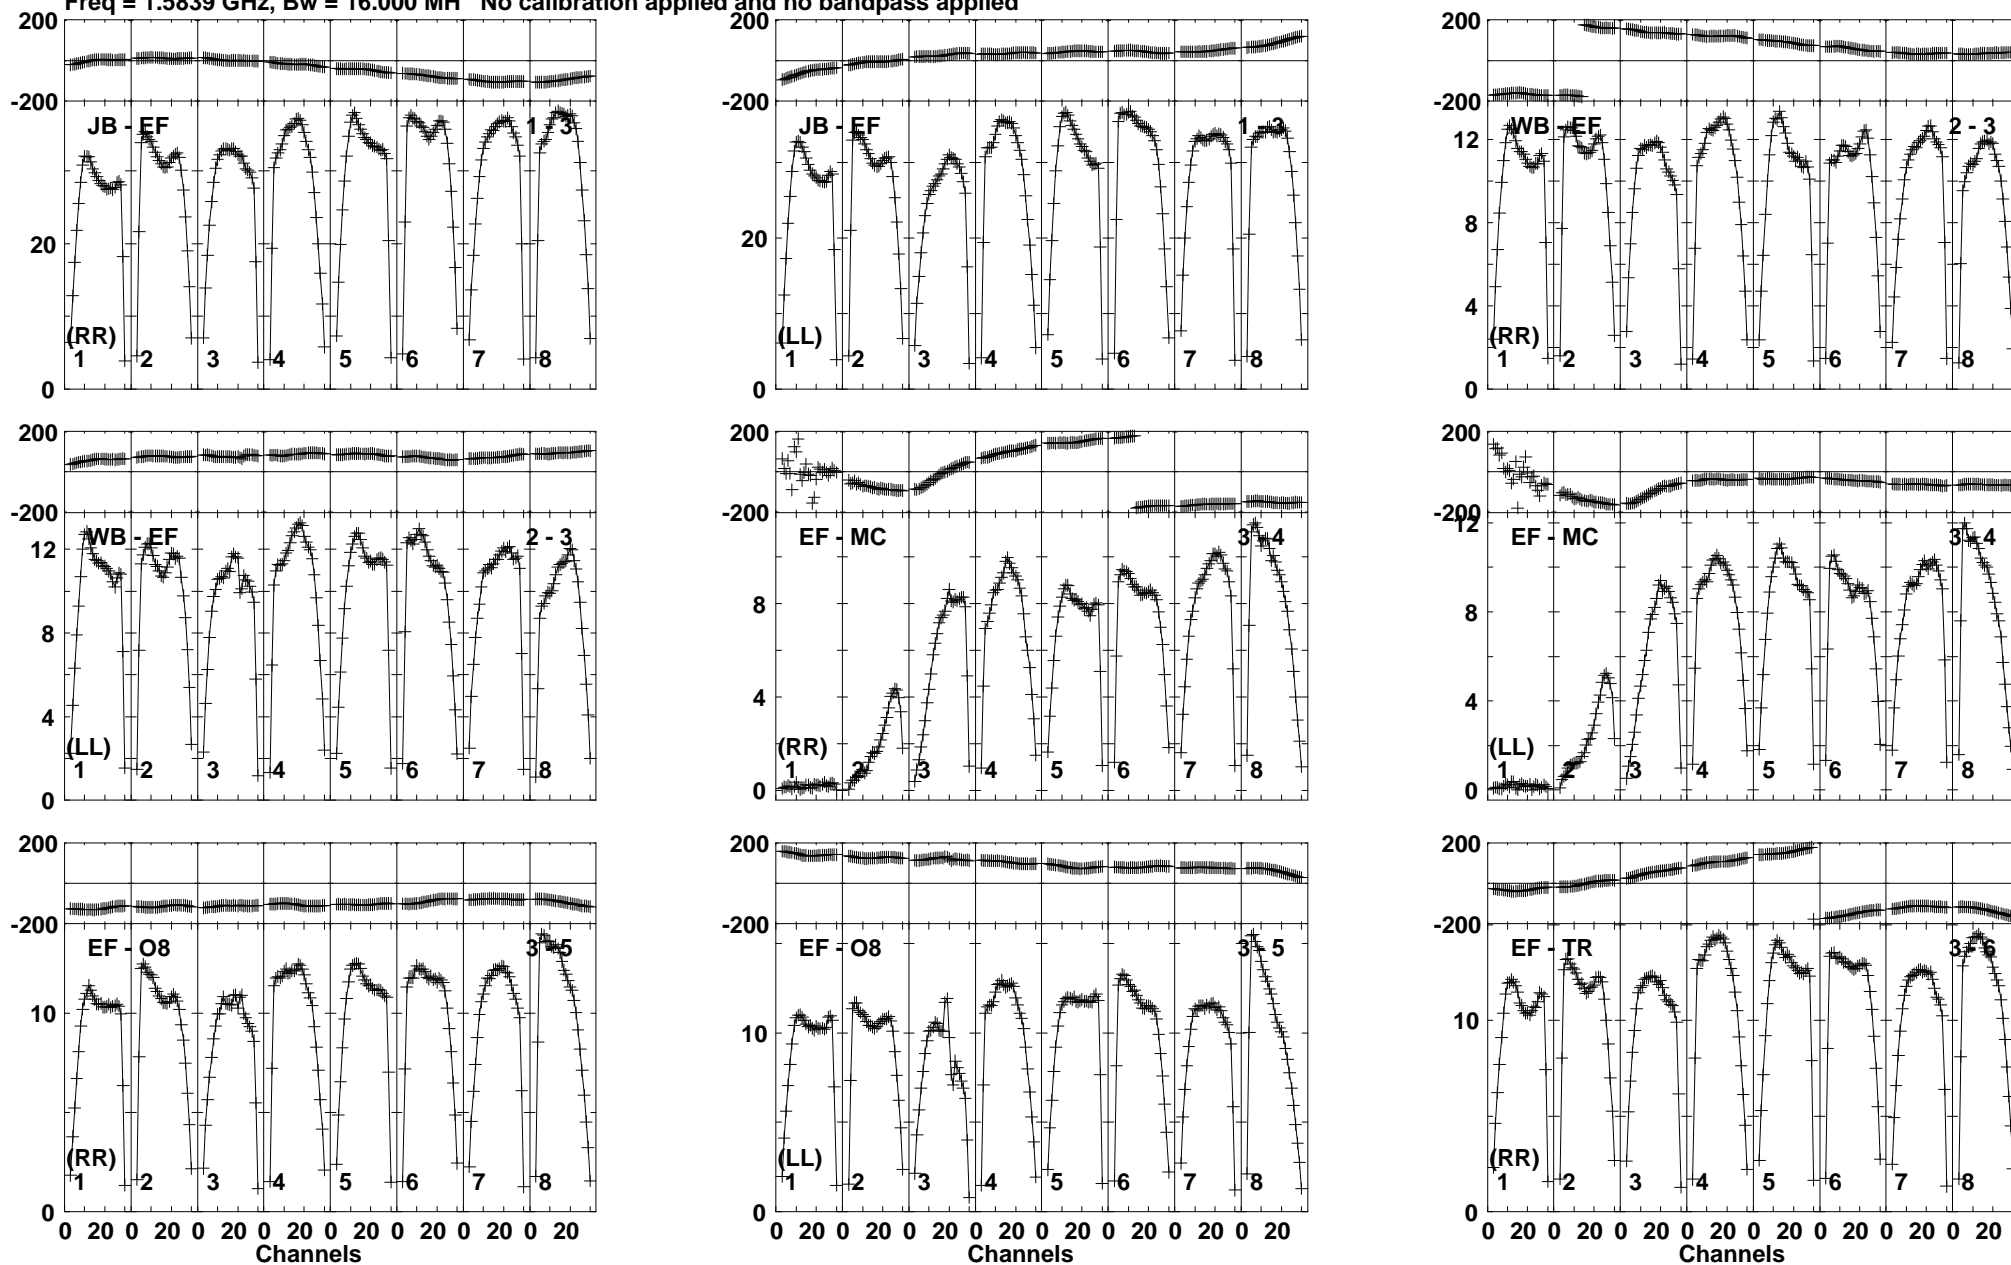 Freq = 1.5839 GHz, Bw = 16.000 MH No calibration applied and no bandpass applied
200 200 200
-200 -200 -200
JB - EF 1 - 3 JB - EF 1 - 3 WB - EF 2 - 3
12
20 20 8
4
(RR) (LL) (RR)
1 2 3 4 5 6 7 8 1 2 3 4 5 6 7 8 1 2 3 4 5 6 7 8
0 0 0
200 200 200
-200 -200 -200
WB - EF 2 - 3 EF - MC 3 - 4 EF - MC 3 - 4
12 12
8 8 8
4 4 4
(LL) (RR) (LL)
1 2 3 4 5 6 7 8 1 2 3 4 5 6 7 8 1 2 3 4 5 6 7 8
0 0 0
200 200 200
-200 -200 -200
EF - O8 3 - 5 EF - O8 3 - 5 EF - TR 3 - 6
10 10 10
(RR) (LL) (RR)
1 2 3 4 5 6 7 8 1 2 3 4 5 6 7 8 1 2 3 4 5 6 7 8
0 0 0
0 20 0 20 0 20 0 20 0 20 0 20 0 20 0 20 0 20 0 20 0 20 0 20 0 20 0 20 0 20 0 20 0 20 0 20 0 20 0 20 0 20 0 20 0 20 0 20
Channels Channels Channels